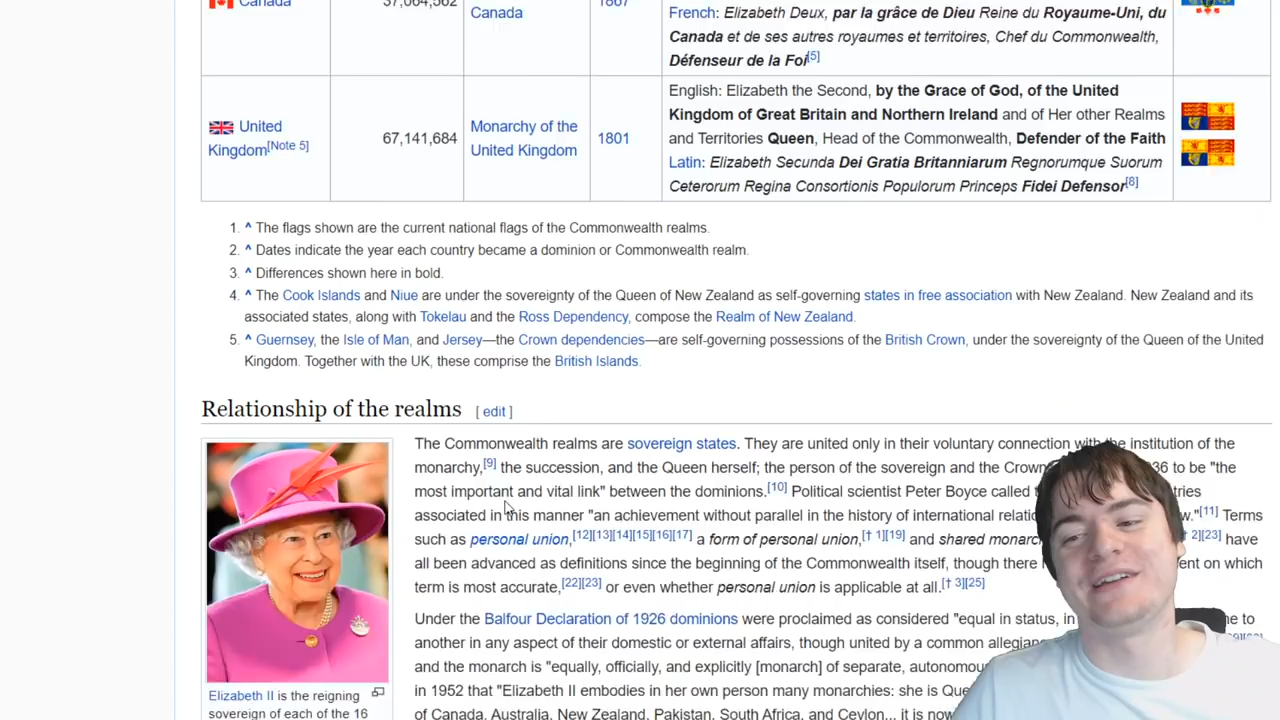 Canada
37,064,562
Canada
1867
French: Elizabeth Deux, par la grâce de Dieu Reine du Royaume-Uni, du
Canada et de ses autres royaumes et territoires, Chef du Commonwealth,
Défenseur de la Foi[5]
United
Kingdom[Note 5]
67,141,684
Monarchy of the
United Kingdom
1801
English: Elizabeth the Second, by the Grace of God, of the United
Kingdom of Great Britain and Northern Ireland and of Her other Realms
and Territories Queen, Head of the Commonwealth, Defender of the Faith
Latin: Elizabeth Secunda Dei Gratia Britanniarum Regnorumque Suorum
Ceterorum Regina Consortionis Populorum Princeps Fidei Defensor[8]
1. ^ The flags shown are the current national flags of the Commonwealth realms.
2. ^ Dates indicate the year each country became a dominion or Commonwealth realm.
3. ^ Differences shown here in bold.
4. ^ The Cook Islands and Niue are under the sovereignty of the Queen of New Zealand as self-governing states in free association with New Zealand. New Zealand and its
associated states, along with Tokelau and the Ross Dependency, compose the Realm of New Zealand.
5. ^ Guernsey, the Isle of Man, and Jersey—the Crown dependencies—are self-governing possessions of the British Crown, under the sovereignty of the Queen of the United
Kingdom. Together with the UK, these comprise the British Islands.
Relationship of the realms [ edit ]
The Commonwealth realms are sovereign states. They are united only in their voluntary connection with the institution of the
monarchy,[9] the succession, and the Queen herself; the person of the sovereign and the Crown 36 to be "the
most important and vital link" between the dominions.[10] Political scientist Peter Boyce called
associated in this manner "an achievement without parallel in the history of international w."[11] Terms
such as personal union,[12][13][14][15][16][17] a form of personal union,[† 1][19] and shared † 2][23] have
all been advanced as definitions since the beginning of the Commonwealth itself, though there on which
term is most accurate,[22][23] or even whether personal union is applicable at all.[† 3][25]
Under the Balfour Declaration of 1926 dominions were proclaimed as considered "equal in status, in to
another in any aspect of their domestic or external affairs, though united by a common
and the monarch is "equally, officially, and explicitly [monarch] of separate,
in 1952 that "Elizabeth II embodies in her own person many monarchies: she is
of Canada, Australia, New Zealand, Pakistan, South Africa, and Ceylon... it is
Elizabeth II is the reigning
sovereign of each of the 16